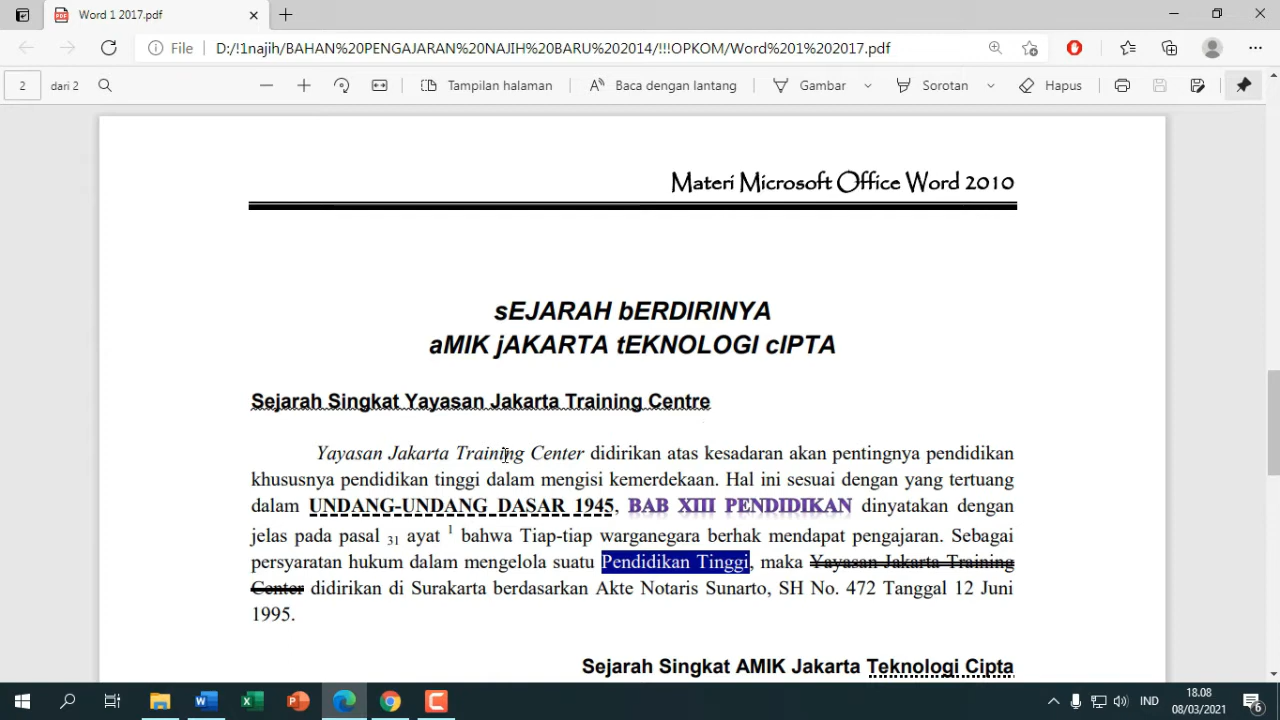 Word 1 2017.pdf
File D:/!1najih/BAHAN%20PENGAJARAN%20NAJIH%20BARU%202014/!!!OPKOM/Word%201%202017.pdf
2 dari 2 Tampilan halaman Baca dengan lantang Gambar Sorotan Hapus
Materi Microsoft Office Word 2010
sEJARAH bERDIRINYA
aMIK jAKARTA tEKNOLOGI cIPTA
Sejarah Singkat Yayasan Jakarta Training Centre
Yayasan Jakarta Training Center didirikan atas kesadaran akan pentingnya pendidikan
khususnya pendidikan tinggi dalam mengisi kemerdekaan. Hal ini sesuai dengan yang tertuang
dalam UNDANG-UNDANG DASAR 1945, BAB XIII PENDIDIKAN dinyatakan dengan
jelas pada pasal 31 ayat 1 bahwa Tiap-tiap warganegara berhak mendapat pengajaran. Sebagai
persyaratan hukum dalam mengelola suatu Pendidikan Tinggi, maka Yayasan Jakarta Training
Center didirikan di Surakarta berdasarkan Akte Notaris Sunarto, SH No. 472 Tanggal 12 Juni
1995.
Sejarah Singkat AMIK Jakarta Teknologi Cipta
IND
18.08
08/03/2021
6